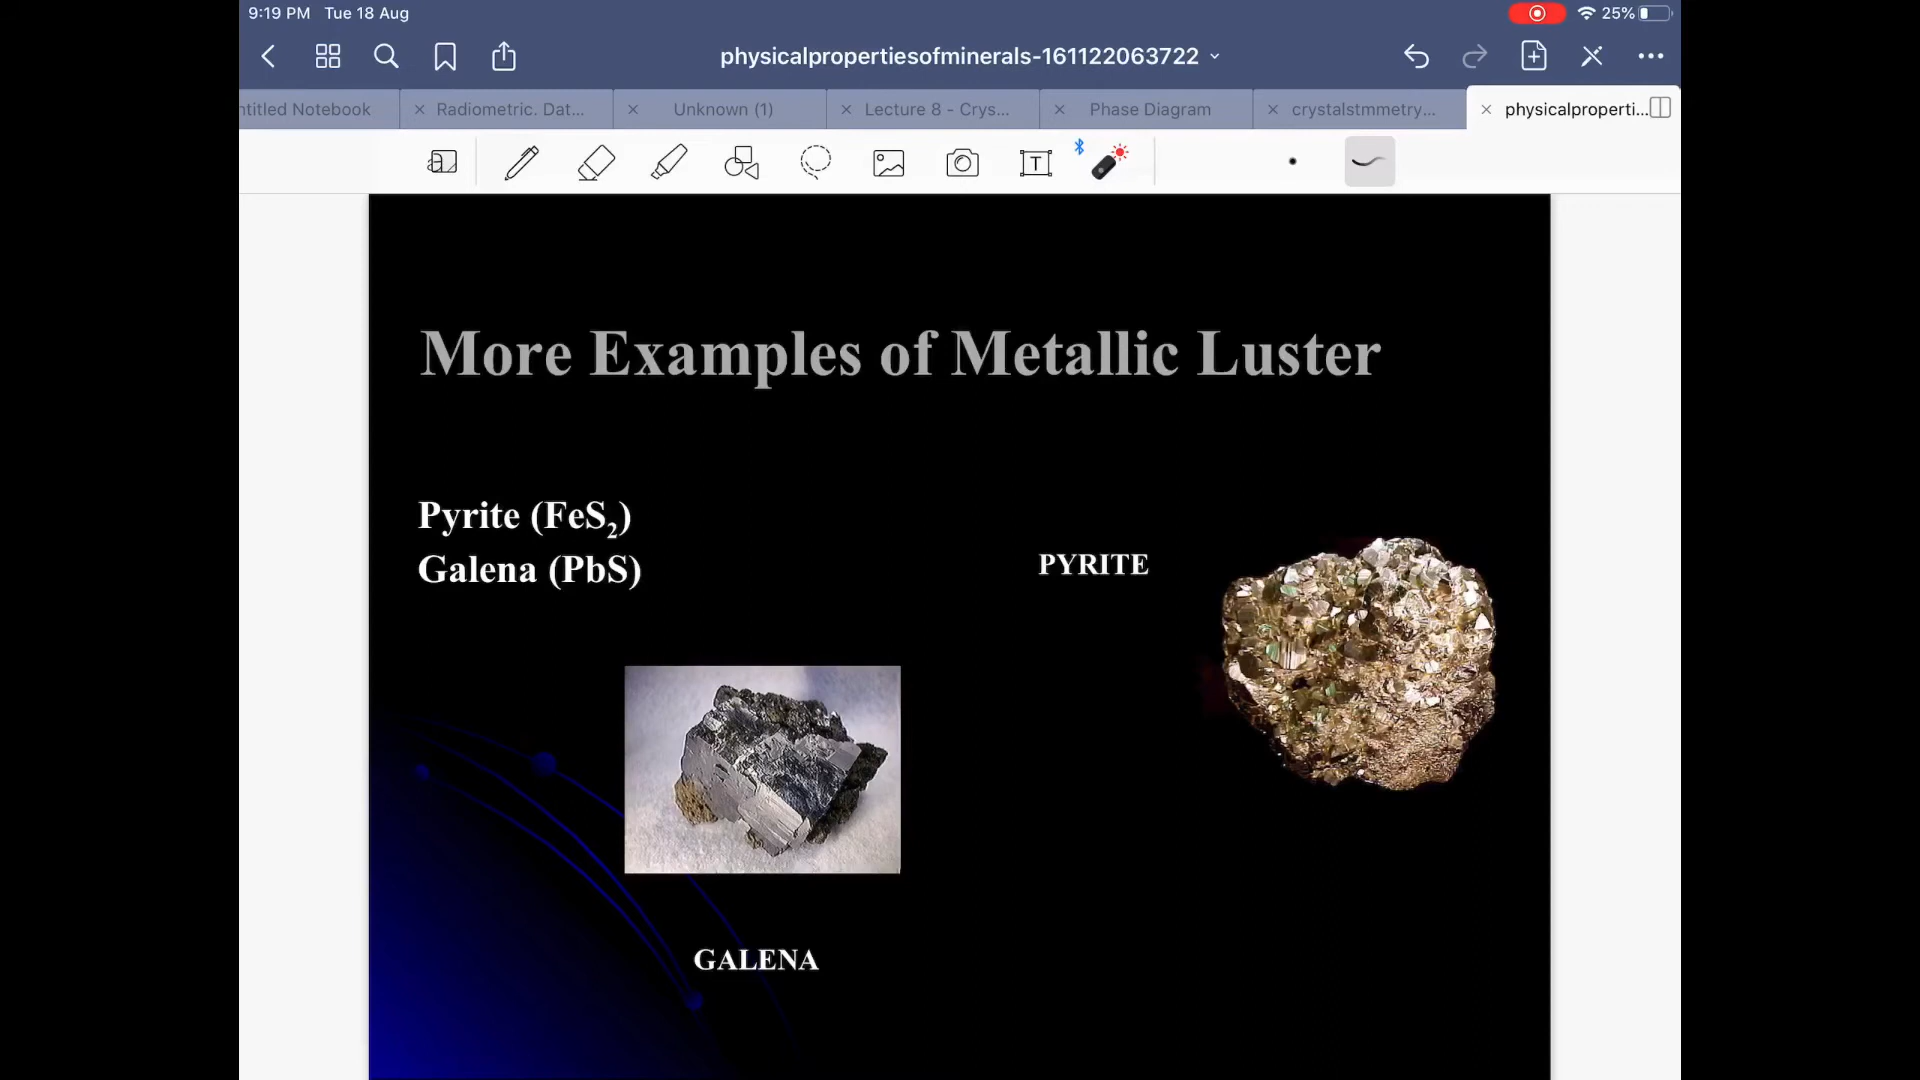 9:19 PM Tue 18 Aug
25%
physicalpropertiesofminerals-161122063722
ntitled Notebook
Radiometric. Dat...
Unknown (1)
Lecture 8 - Crys...
Phase Diagram
crystalstmmetry...
physicalproperti...
T
More Examples of Metallic Luster
Pyrite (FeS₂)
Galena (PbS)
PYRITE
GALENA